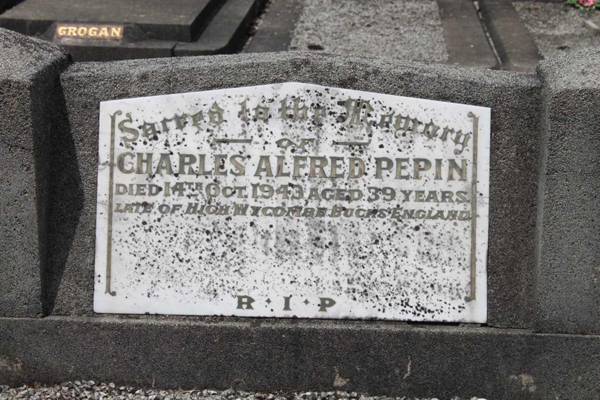 GROGAN
Sacred to the Memory
OF
CHARLES ALFRED PEPIN
DIED 14TH OCT. 1943 AGED 39 YEARS.
LATE OF HIGH WYCOMBE BUCKS ENGLAND.
R · I · P